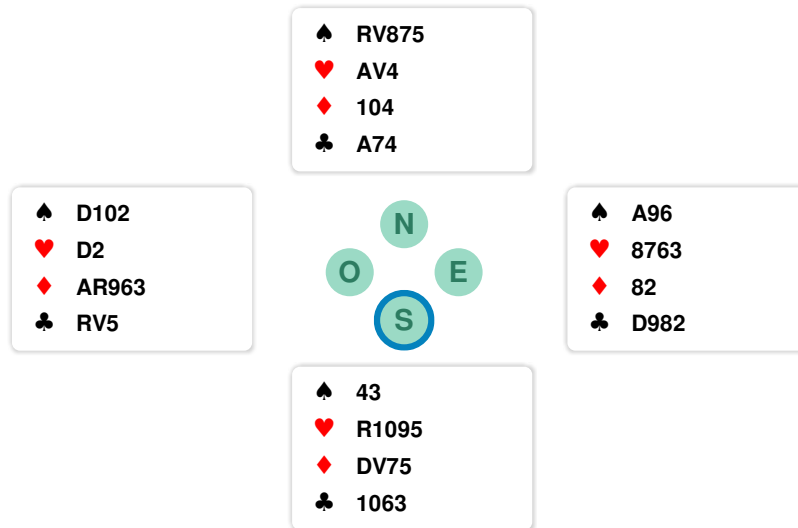 ♠ RV875
♥ AV4
♦ 104
♣ A74
♠ D102
♥ D2
♦ AR963
♣ RV5
N
O E
S
♠ A96
♥ 8763
♦ 82
♣ D982
♠ 43
♥ R1095
♦ DV75
♣ 1063